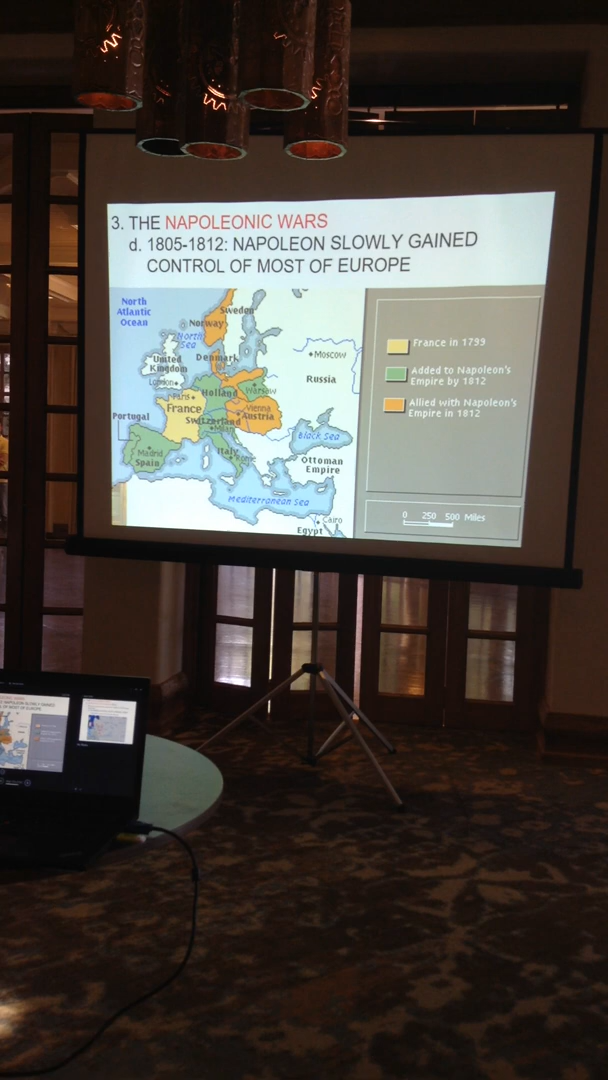 3. THE NAPOLEONIC WARS
d. 1805-1812: NAPOLEON SLOWLY GAINED
CONTROL OF MOST OF EUROPE
North
Atlantic
Ocean
Sweden
Norway
North
Sea
Denmark
United
Kingdom
London
Moscow
Russia
Holland
Warsaw
Paris
France
Vienna
Austria
Switzerland
Milan
Portugal
Madrid
Spain
Italy
Rome
Black Sea
Ottoman
Empire
Mediterranean Sea
Cairo
Egypt
France in 1799
Added to Napoleon's
Empire by 1812
Allied with Napoleon's
Empire in 1812
0 250 500 Miles